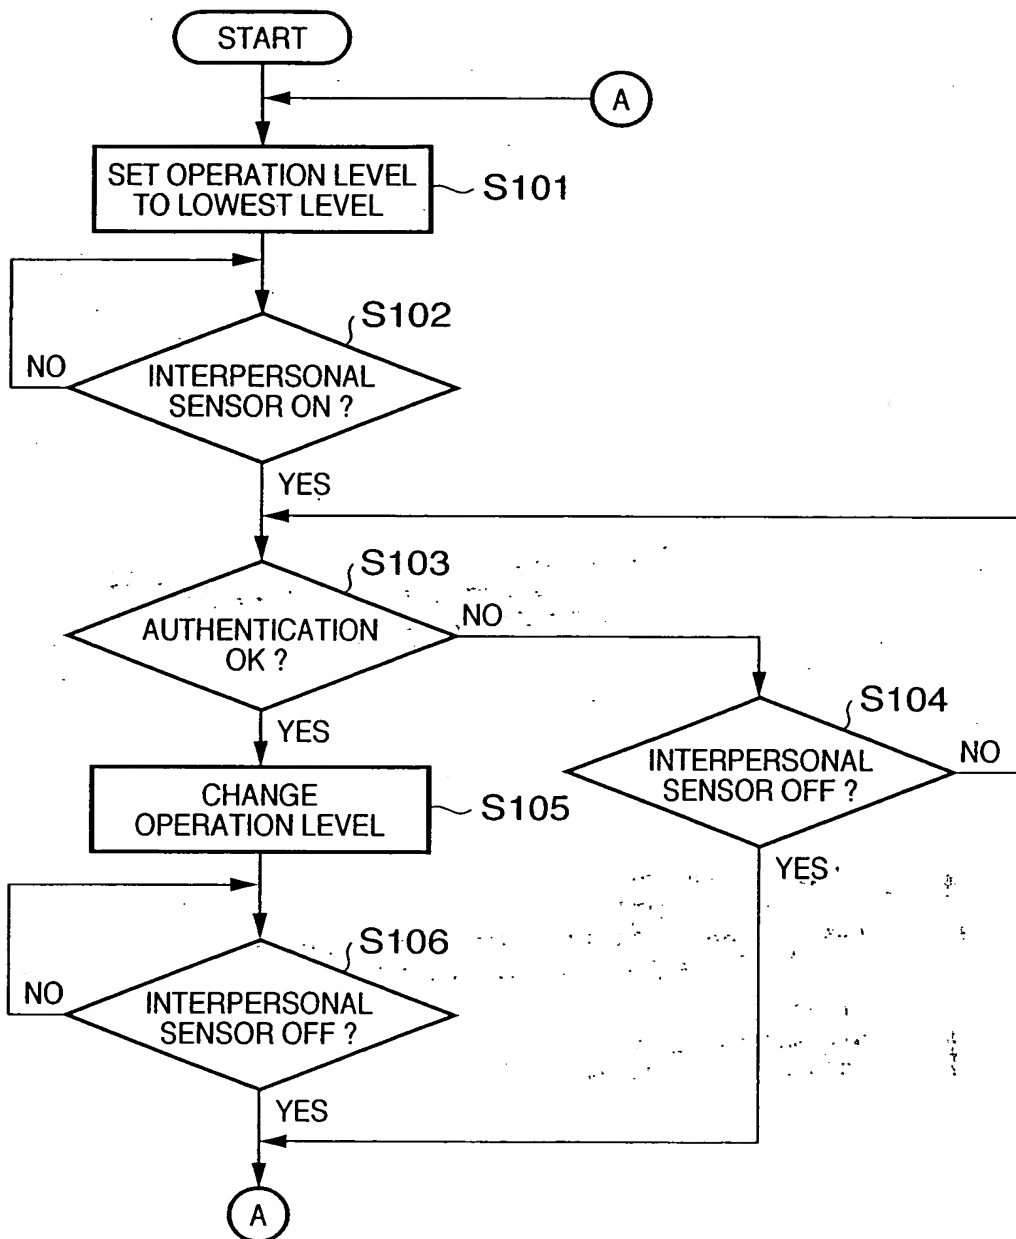 START
A
SET OPERATION LEVEL
TO LOWEST LEVEL
S101
S102
NO
INTERPERSONAL
SENSOR ON ?
YES
S103
AUTHENTICATION
OK ?
NO
YES
S104
INTERPERSONAL
SENSOR OFF ?
NO
YES
CHANGE
OPERATION LEVEL
S105
S106
NO
INTERPERSONAL
SENSOR OFF ?
YES
A